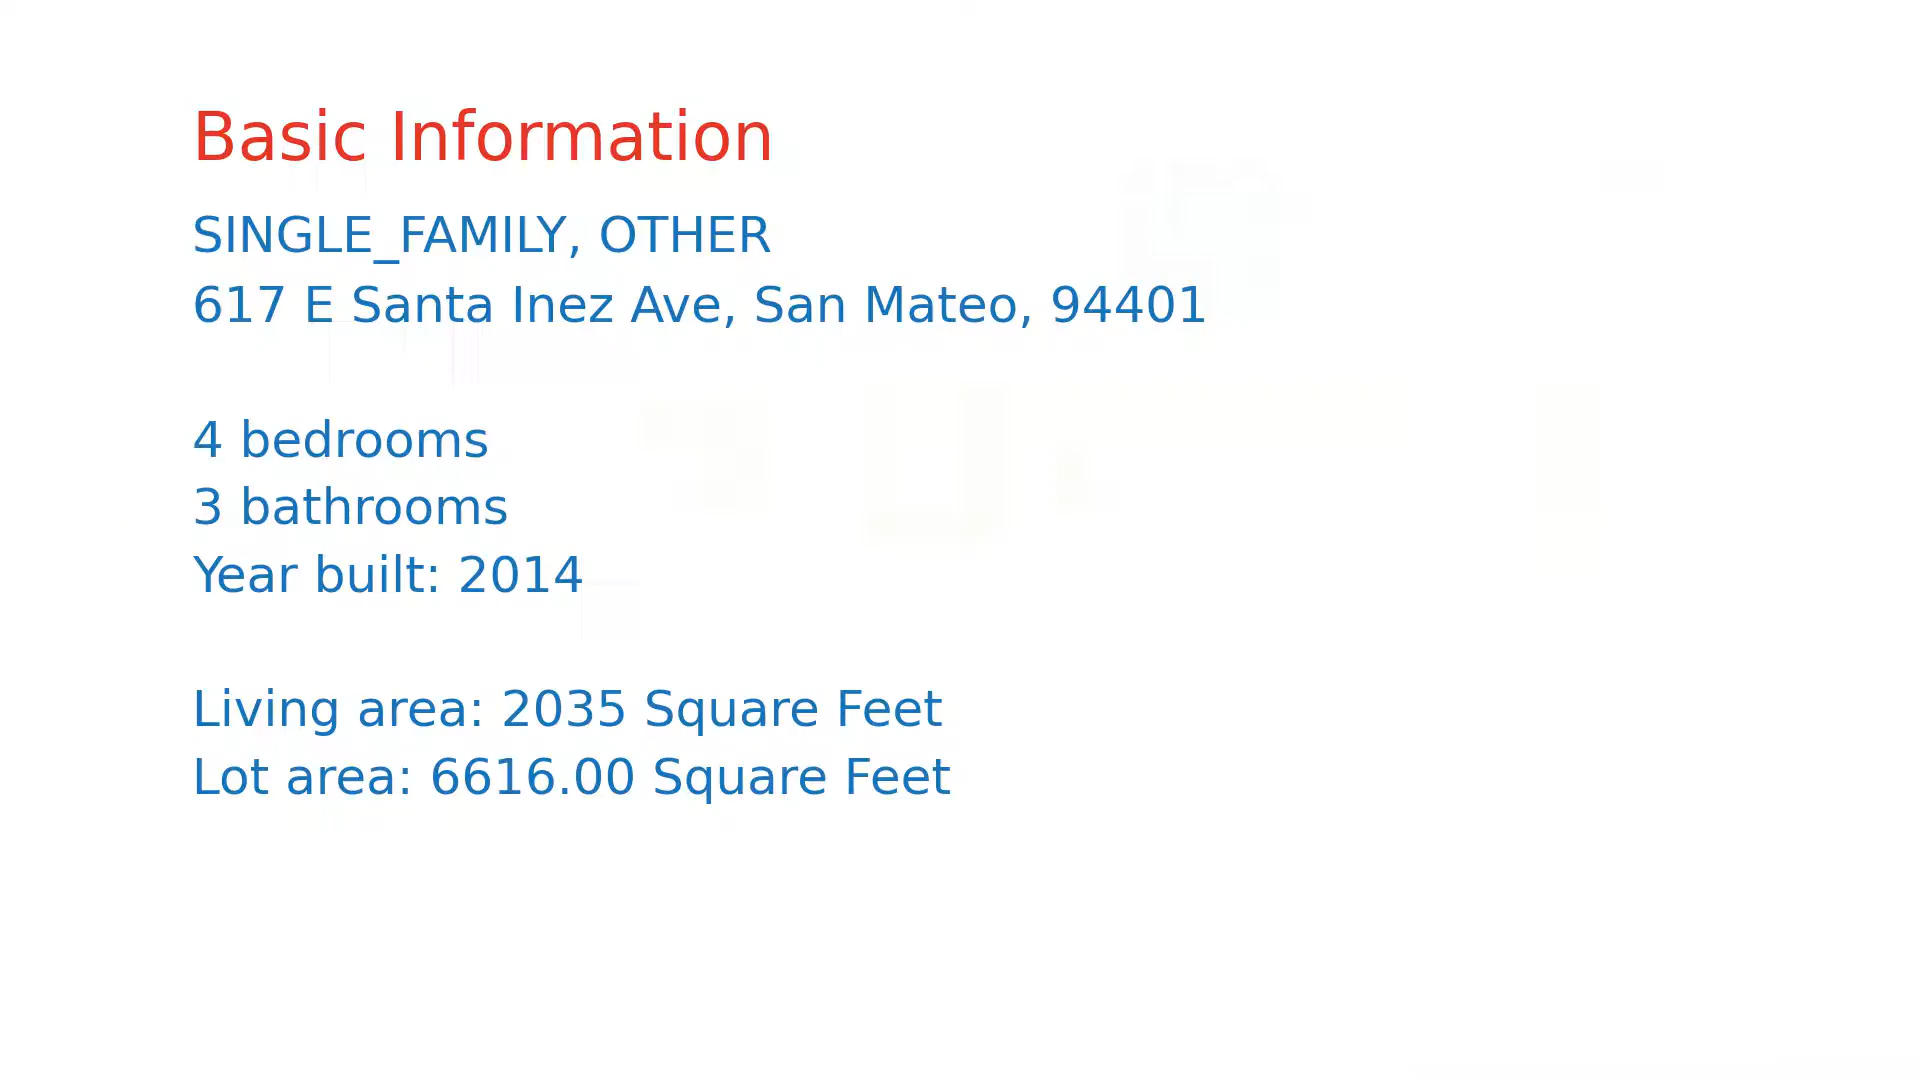 Basic Information
SINGLE_FAMILY, OTHER
617 E Santa Inez Ave, San Mateo, 94401
4 bedrooms
3 bathrooms
Year built: 2014
Living area: 2035 Square Feet
Lot area: 6616.00 Square Feet